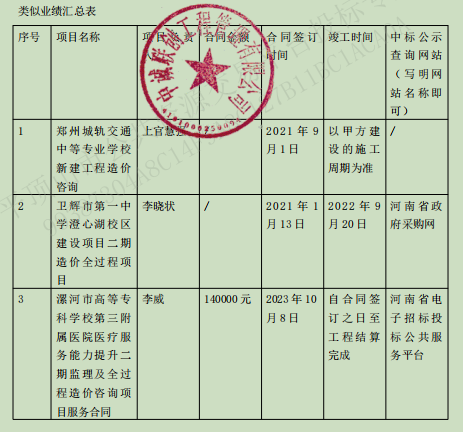 类似业绩汇总表
序号
项目名称
合同金额
合同签订
时间
竣工时间
中标公示
查询网站
（写明网
站名称即
可）
1
郑州城轨交通
中等专业学校
新建工程造价
咨询
上官慧
2021 年 9
月 1 日
以甲方建
设的施工
周期为准
/
2
卫辉市第一中
学澄心湖校区
建设项目二期
造价全过程项
目
李晓状
/
2021 年 1
月 13 日
2022 年 9
月 20 日
河南省政
府采购网
3
漯河市高等专
科学校第三附
属医院医疗服
务能力提升二
期监理及全过
程造价咨询项
目服务合同
李威
140000 元
2023 年 10
月 8 日
自合同签
订之日至
工程结算
完成
河南省电
子招标投
标公共服
务平台